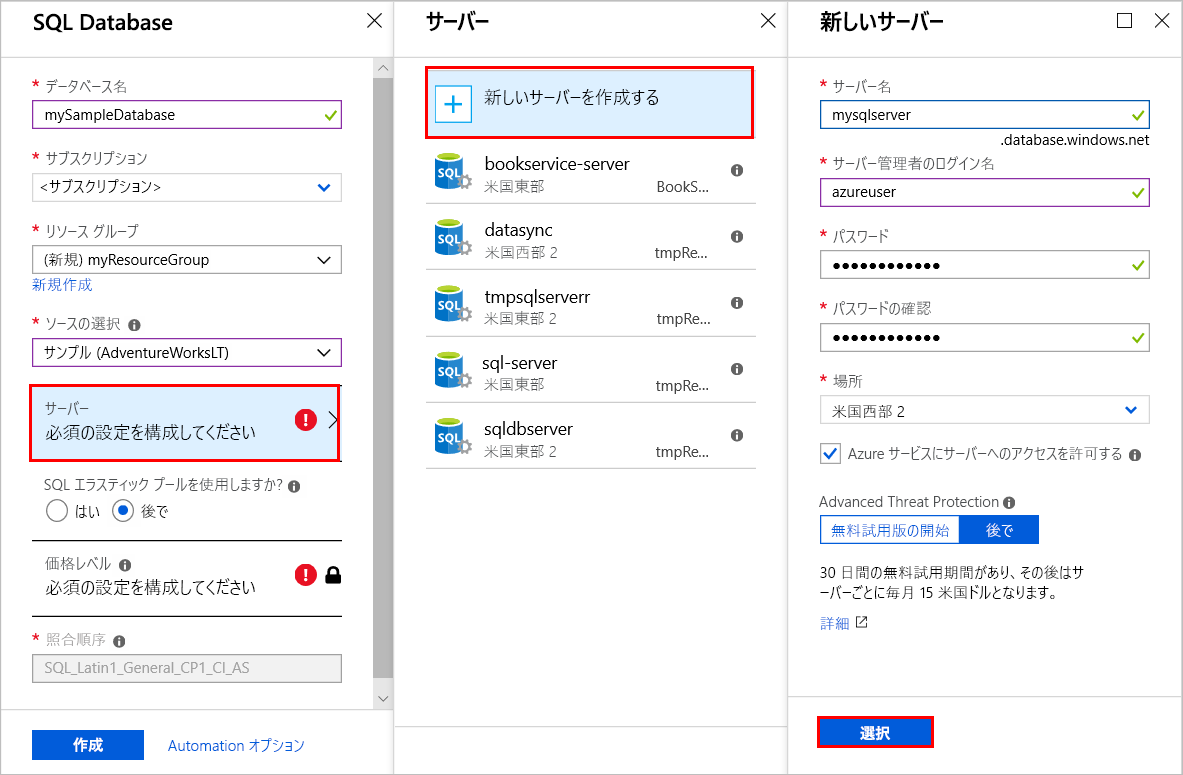 SQL Database
* データベース名
mySampleDatabase
* サブスクリプション
<サブスクリプション>
* リソース グループ
(新規) myResourceGroup
新規作成
* ソースの選択
サンプル (AdventureWorksLT)
サーバー
必須の設定を構成してください
SQL エラスティック プールを使用しますか?
はい 後で
価格レベル
必須の設定を構成してください
* 照合順序
SQL_Latin1_General_CP1_CI_AS
作成 Automation オプション
サーバー
新しいサーバーを作成する
SQL
bookservice-server
米国東部 BookS...
SQL
datasync
米国西部 2 tmpRe...
SQL
tmpsqlserverr
米国東部 2 tmpRe...
SQL
sql-server
米国東部 tmpRe...
SQL
sqldbserver
米国東部 2 tmpRe...
新しいサーバー
* サーバー名
mysqlserver
.database.windows.net
* サーバー管理者のログイン名
azureuser
* パスワード
●●●●●●●●●●●●
* パスワードの確認
●●●●●●●●●●●●
* 場所
米国西部 2
Azure サービスにサーバーへのアクセスを許可する
Advanced Threat Protection
無料試用版の開始 後で
30 日間の無料試用期間があり、その後はサ
ーバーごとに毎月 15 米国ドルとなります。
詳細
選択